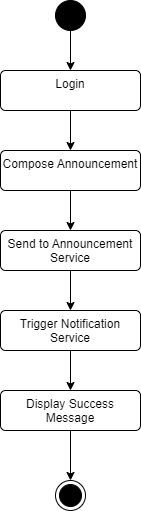 Login
Compose Announcement
Send to Announcement
Service
Trigger Notification
Service
Display Success
Message